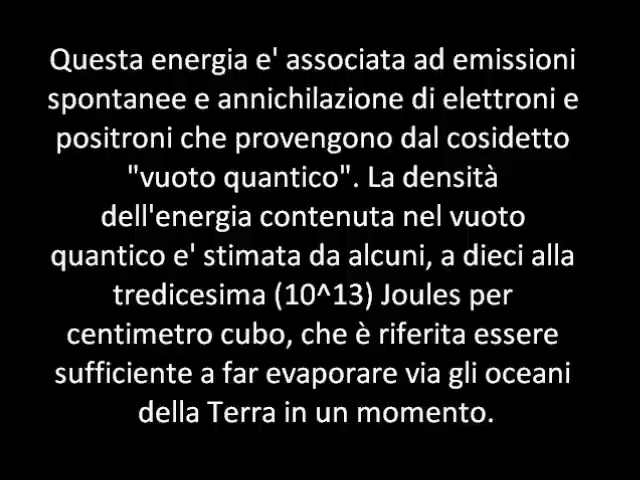 Questa energia e' associata ad emissioni
spontanee e annichilazione di elettroni e
positroni che provengono dal cosidetto
"vuoto quantico". La densità
dell'energia contenuta nel vuoto
quantico e' stimata da alcuni, a dieci alla
tredicesima (10^13) Joules per
centimetro cubo, che è riferita essere
sufficiente a far evaporare via gli oceani
della Terra in un momento.